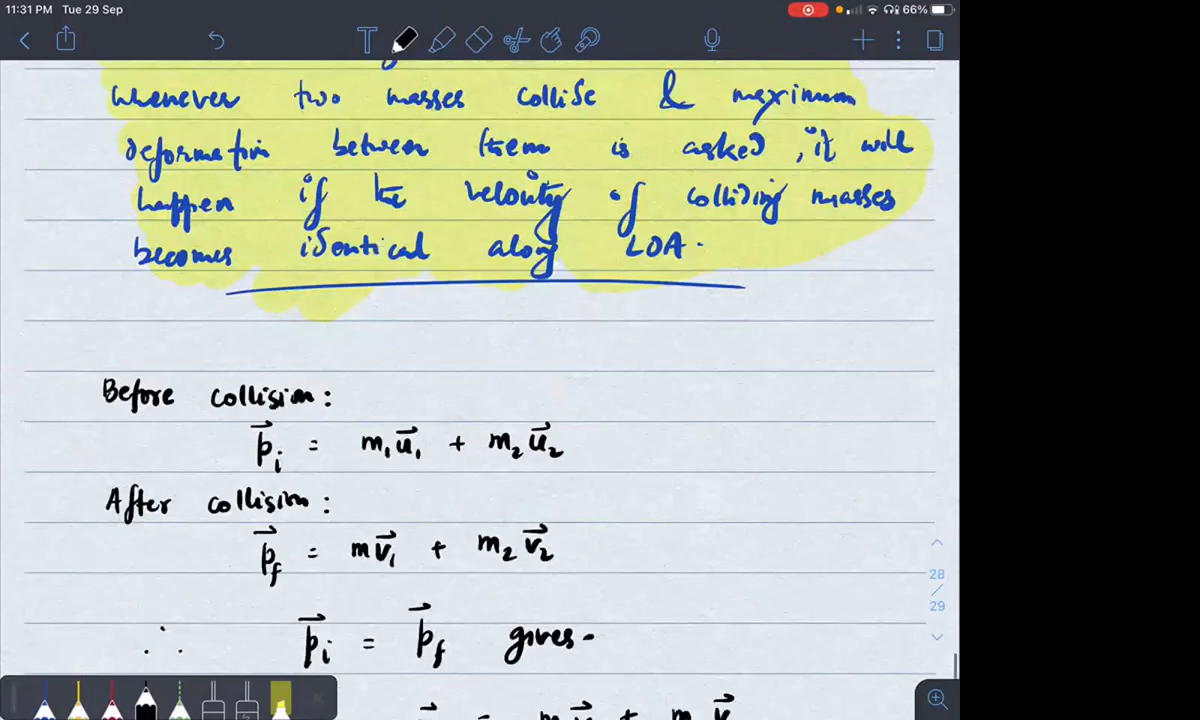 11:31 PM Tue 29 Sep
66%
T
whenever two masses collise & maximum
deformation between them is asked, it will
happen if the velocity of colliding masses
becomes identical along LOA.
Before collision:
p⃗i = m₁u⃗₁ + m₂u⃗₂
After collision:
p⃗f = mv⃗₁ + m₂v⃗₂
28
/
29
∴ p⃗i = p⃗f gives-